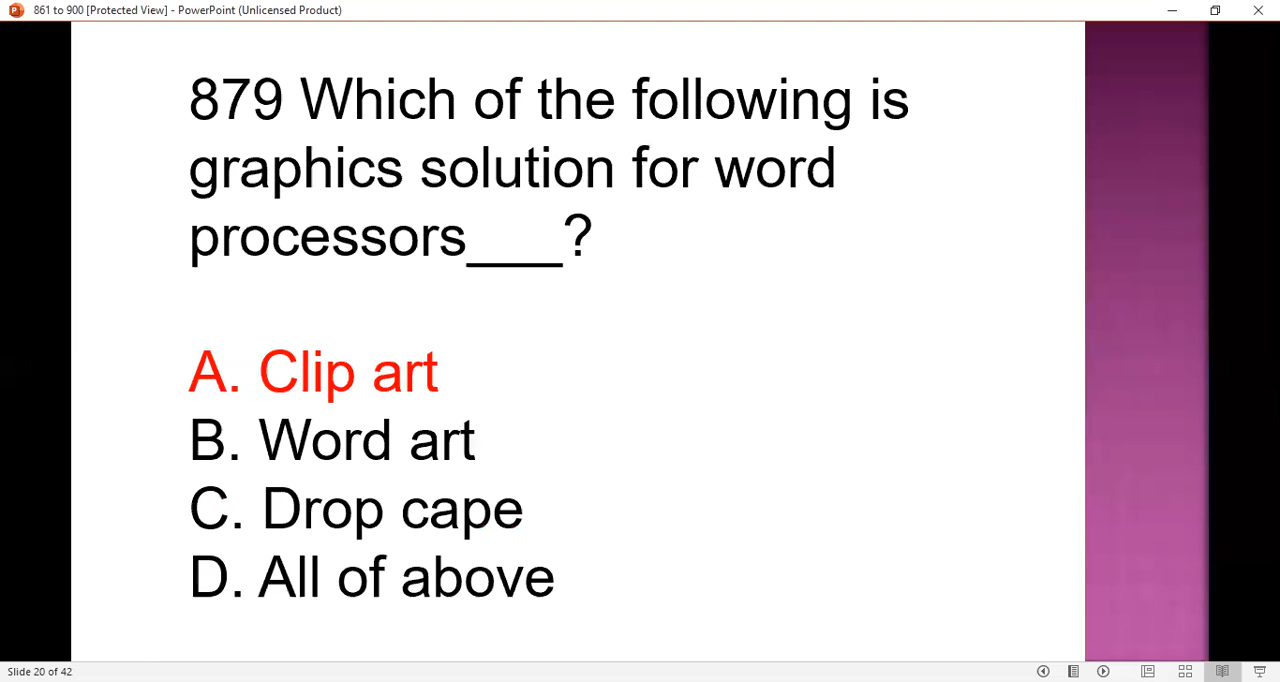 861 to 900 [Protected View] - PowerPoint (Unlicensed Product)
879 Which of the following is
graphics solution for word
processors___?
A. Clip art
B. Word art
C. Drop cape
D. All of above
Slide 20 of 42